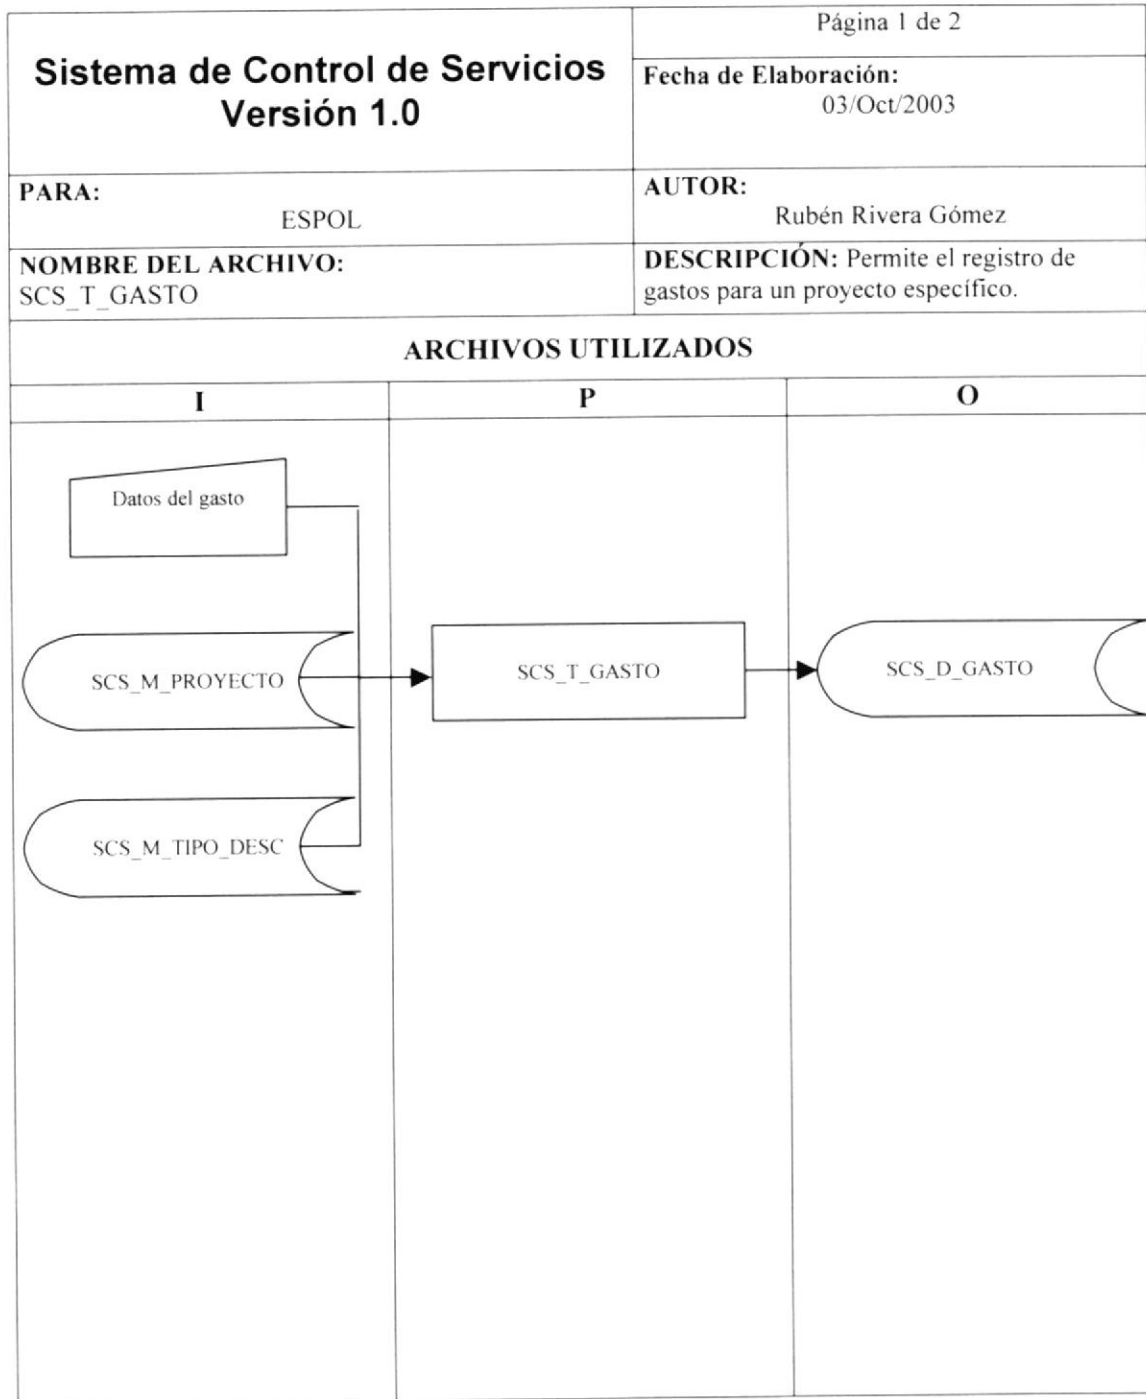 Página 1 de 2
Sistema de Control de Servicios
Versión 1.0
Fecha de Elaboración:
03/Oct/2003
PARA:
ESPOL
AUTOR:
Rubén Rivera Gómez
NOMBRE DEL ARCHIVO:
SCS_T_GASTO
DESCRIPCIÓN: Permite el registro de
gastos para un proyecto específico.
ARCHIVOS UTILIZADOS
I
P
O
Datos del gasto
SCS_M_PROYECTO
SCS_T_GASTO
SCS_D_GASTO
SCS_M_TIPO_DESC